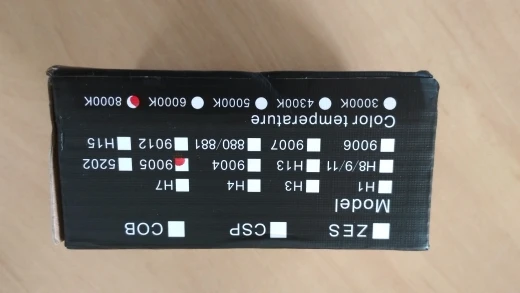 ZES CSP COB
Model
H1 H3 H4 H7
H8/9/11 H13 9004 9005 5202
9006 9007 880/881 9012 H15
Color temperature
3000K 4300K 5000K 6000K 8000K